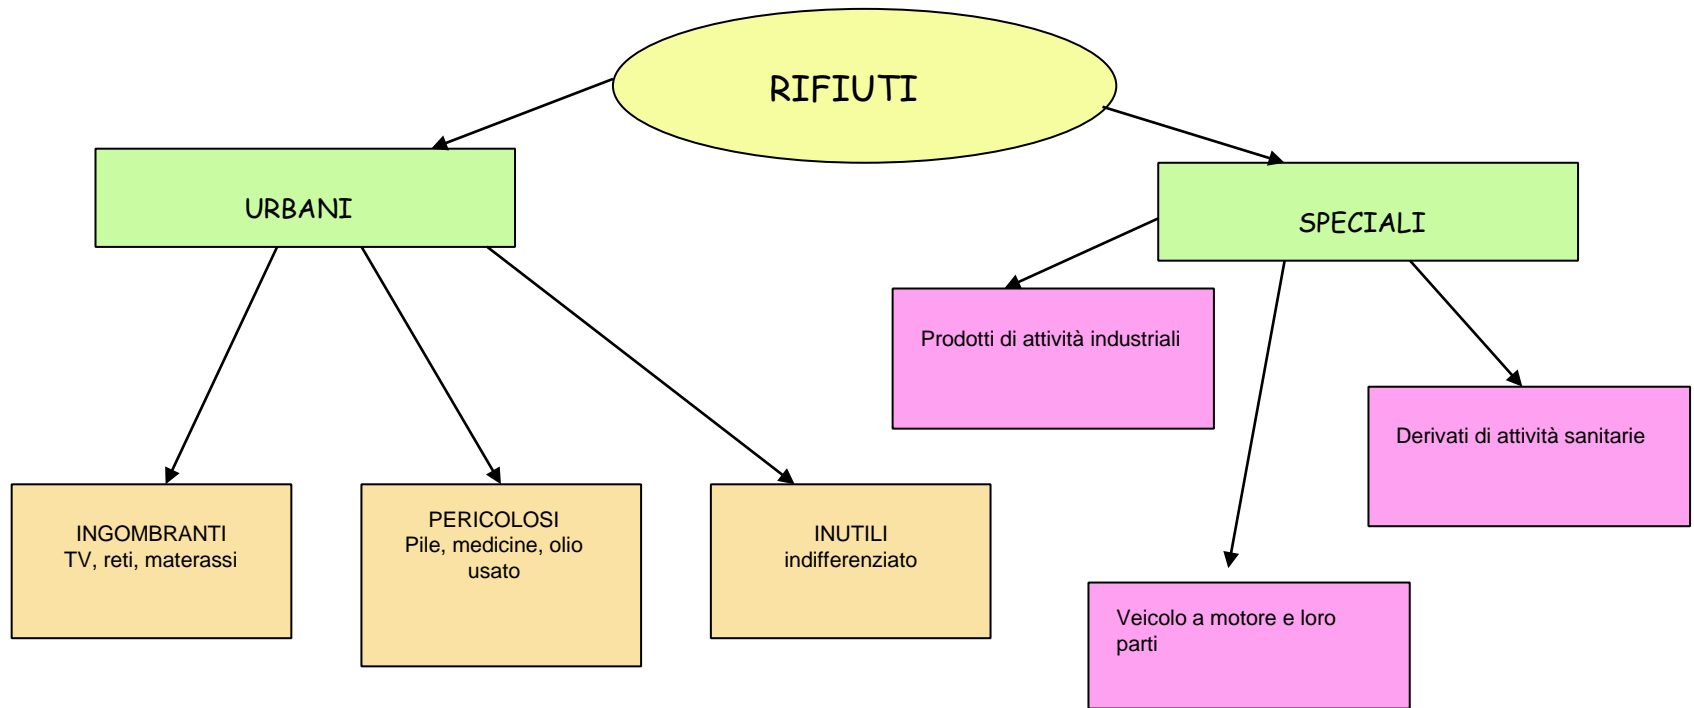 RIFIUTI
URBANI
SPECIALI
Prodotti di attività industriali
Derivati di attività sanitarie
INGOMBRANTI
TV, reti, materassi
PERICOLOSI
Pile, medicine, olio
usato
INUTILI
indifferenziato
Veicolo a motore e loro
parti